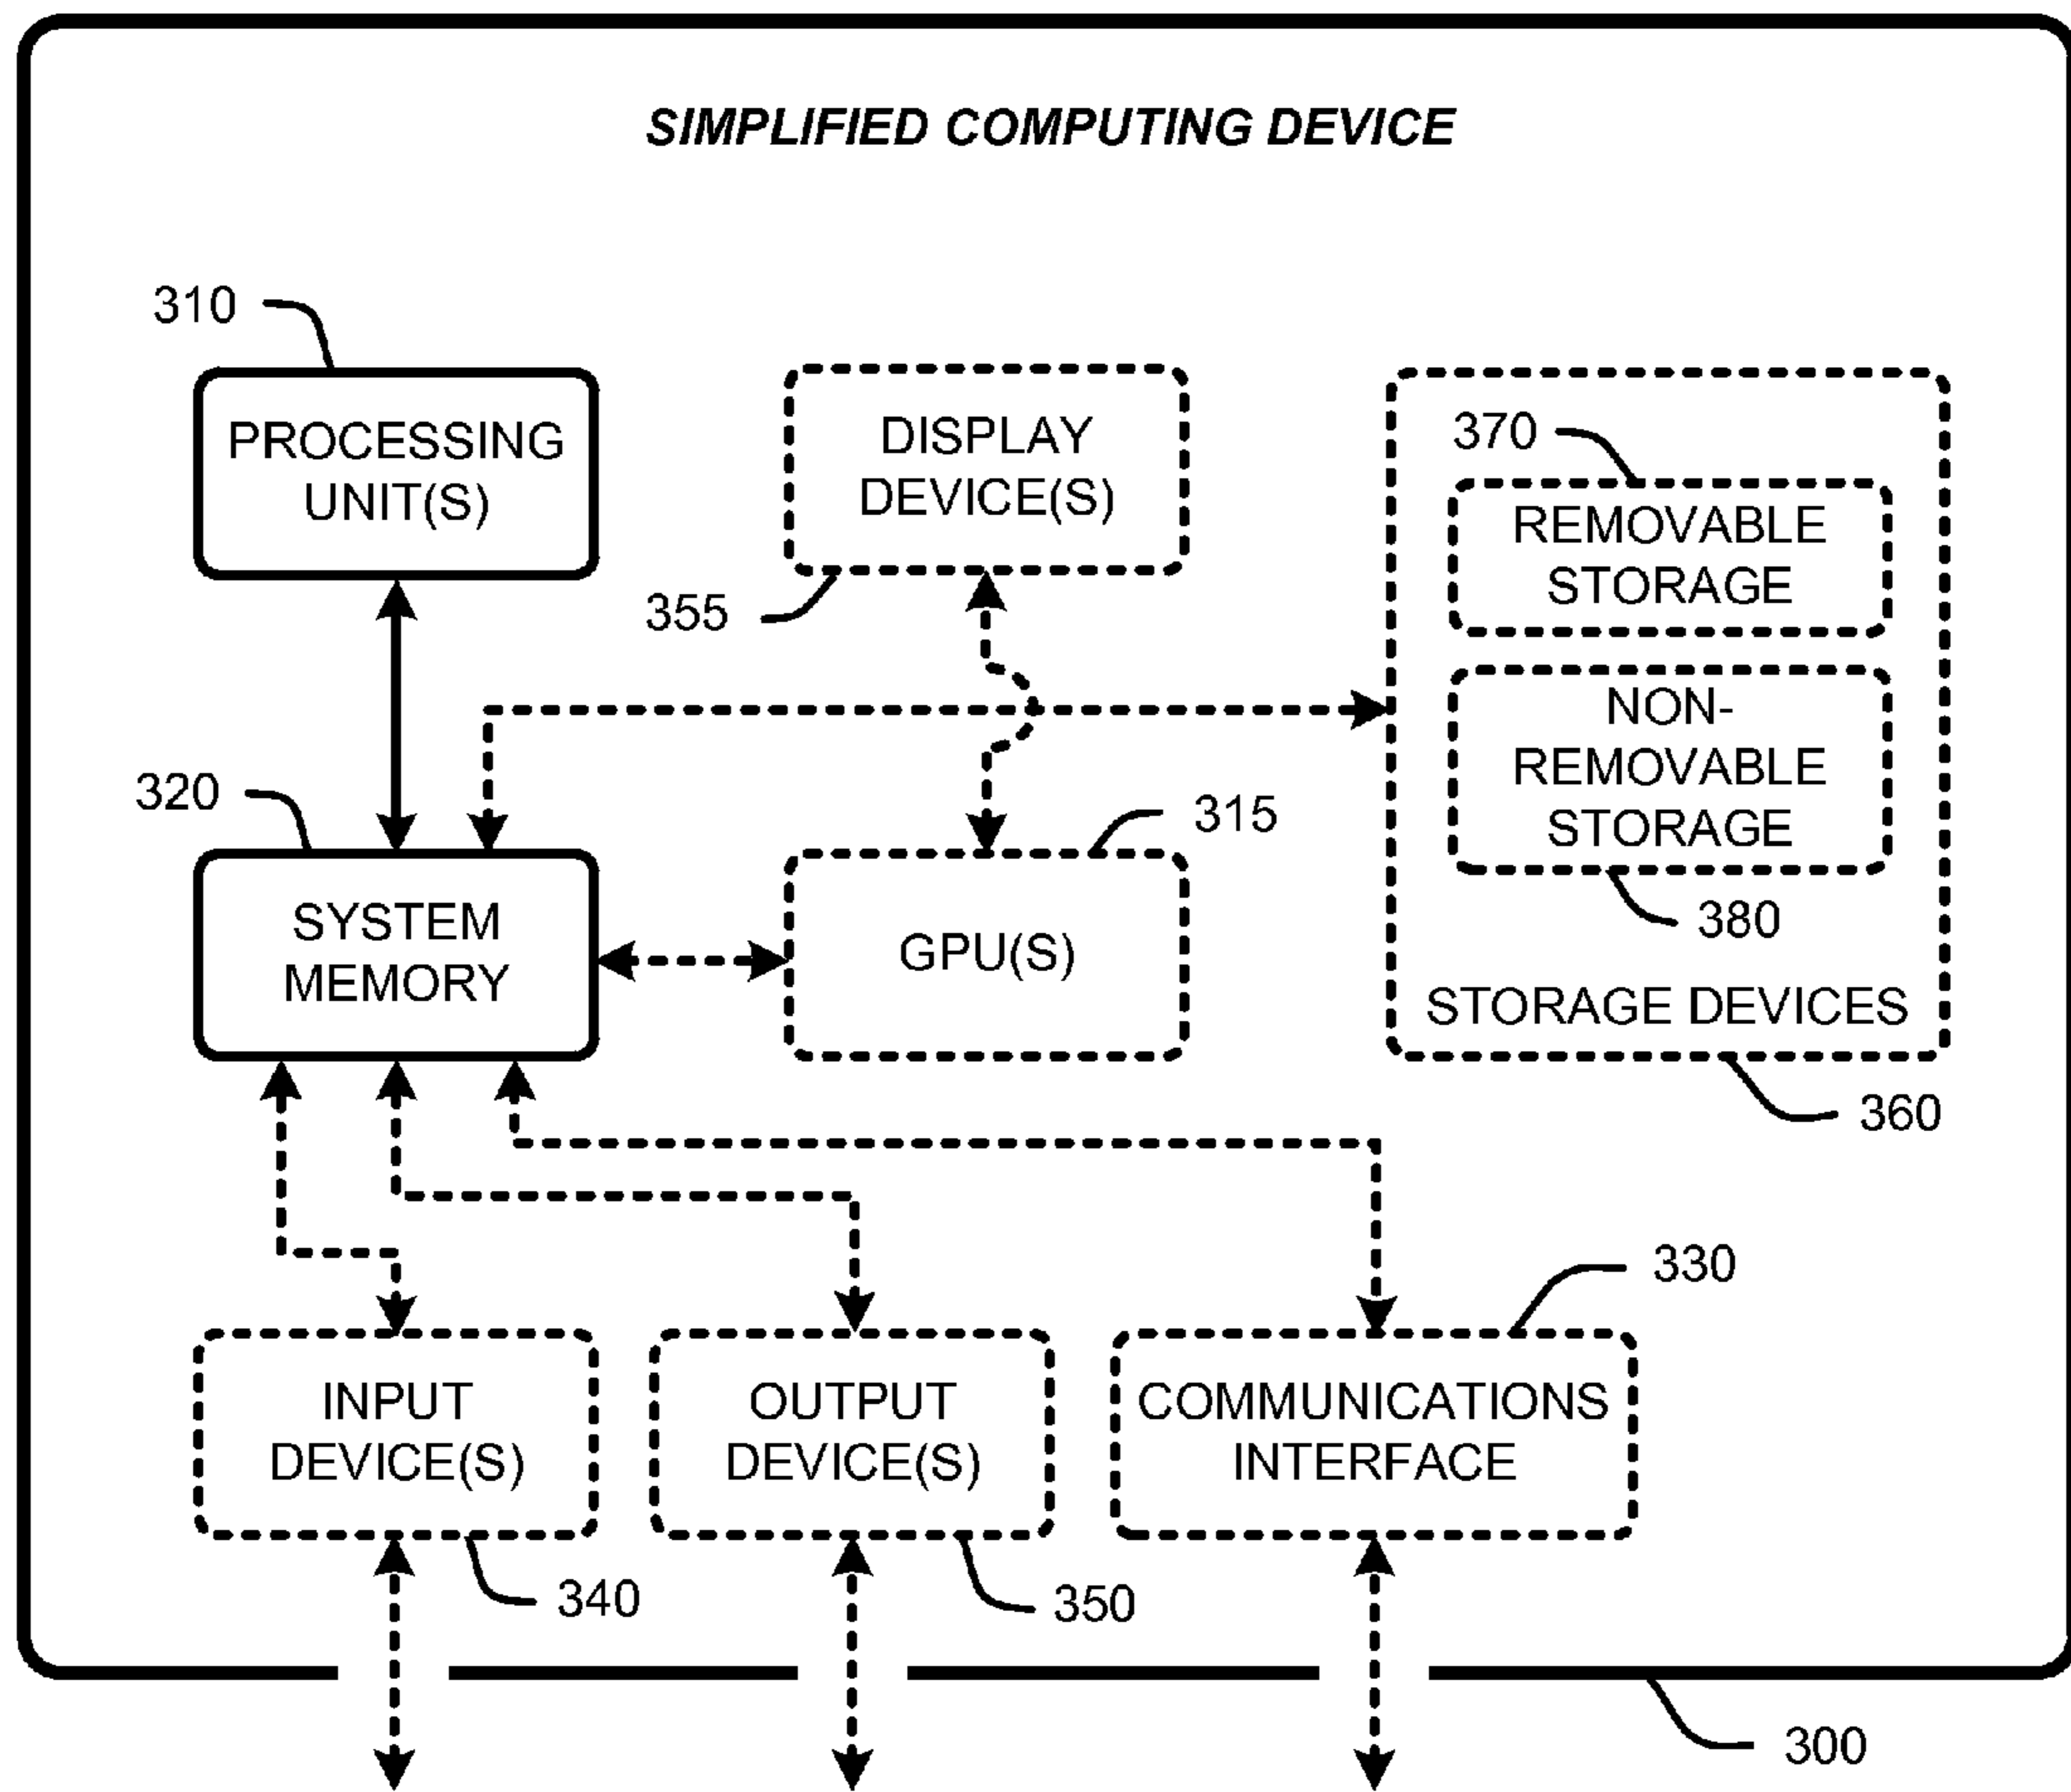 SIMPLIFIED COMPUTING DEVICE
310
PROCESSING
UNIT(S)
DISPLAY
DEVICE(S)
355
370
REMOVABLE
STORAGE
NON-
REMOVABLE
STORAGE
380
STORAGE DEVICES
360
320
SYSTEM
MEMORY
315
GPU(S)
330
INPUT
DEVICE(S)
340
OUTPUT
DEVICE(S)
350
COMMUNICATIONS
INTERFACE
300